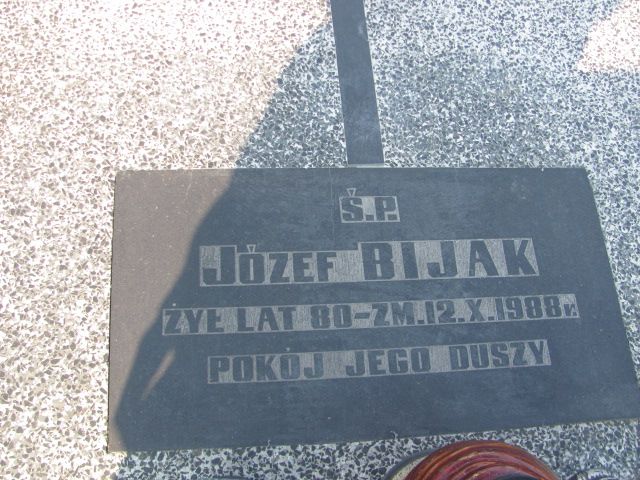 Ś.P.
JÓZEF BIJAK
ŻYŁ LAT 80-ZM.12.X.1988R
POKÓJ JEGO DUSZY